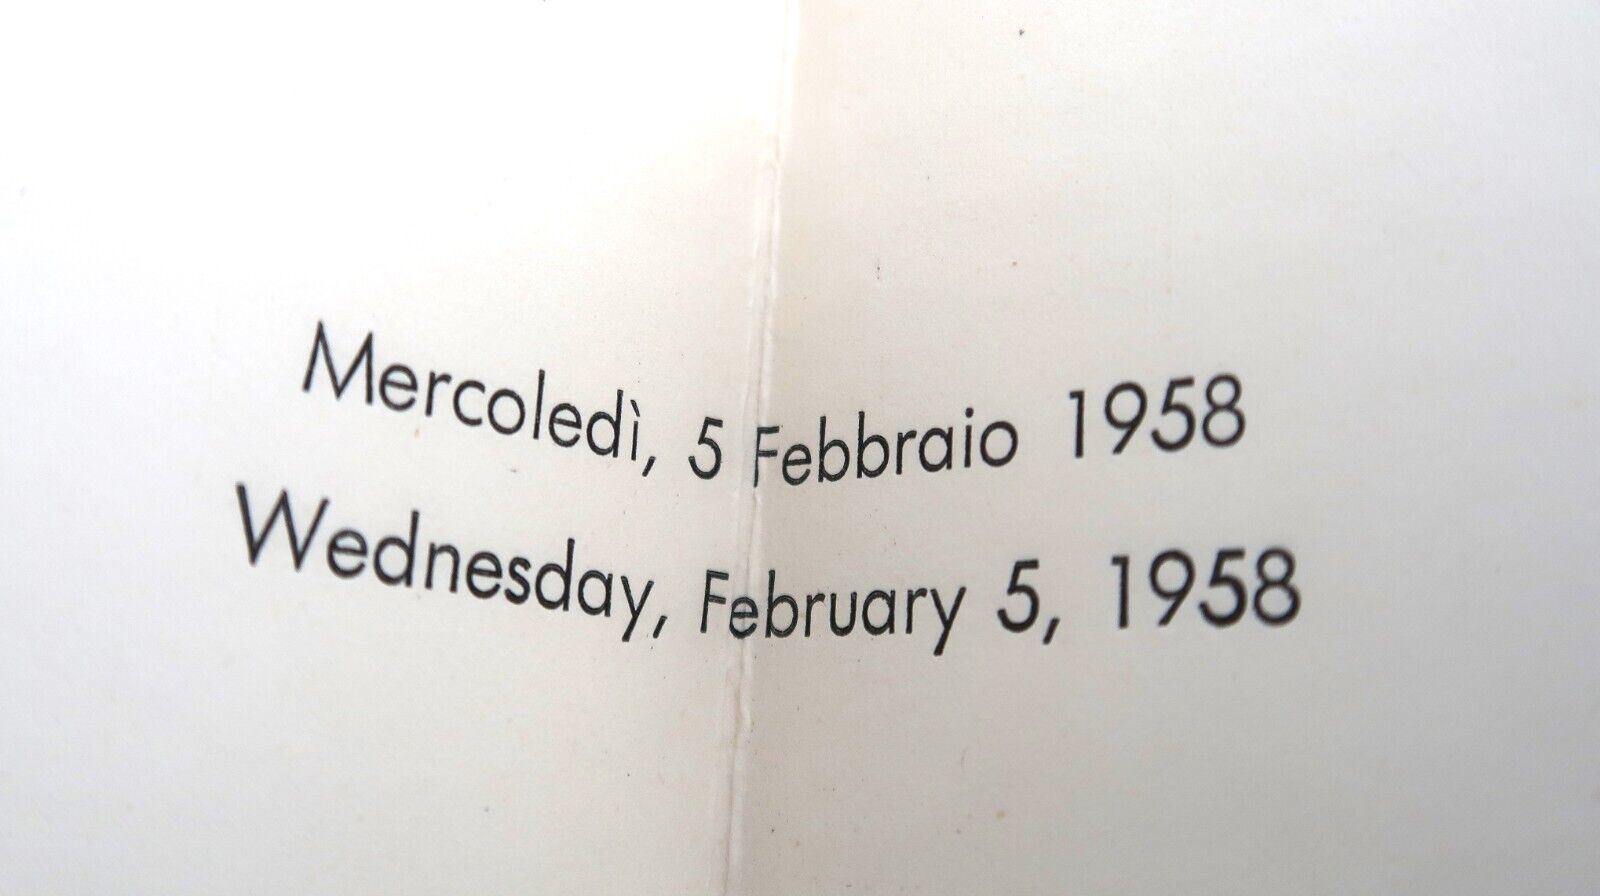 Mercoledì, 5 Febbraio 1958
Wednesday, February 5, 1958